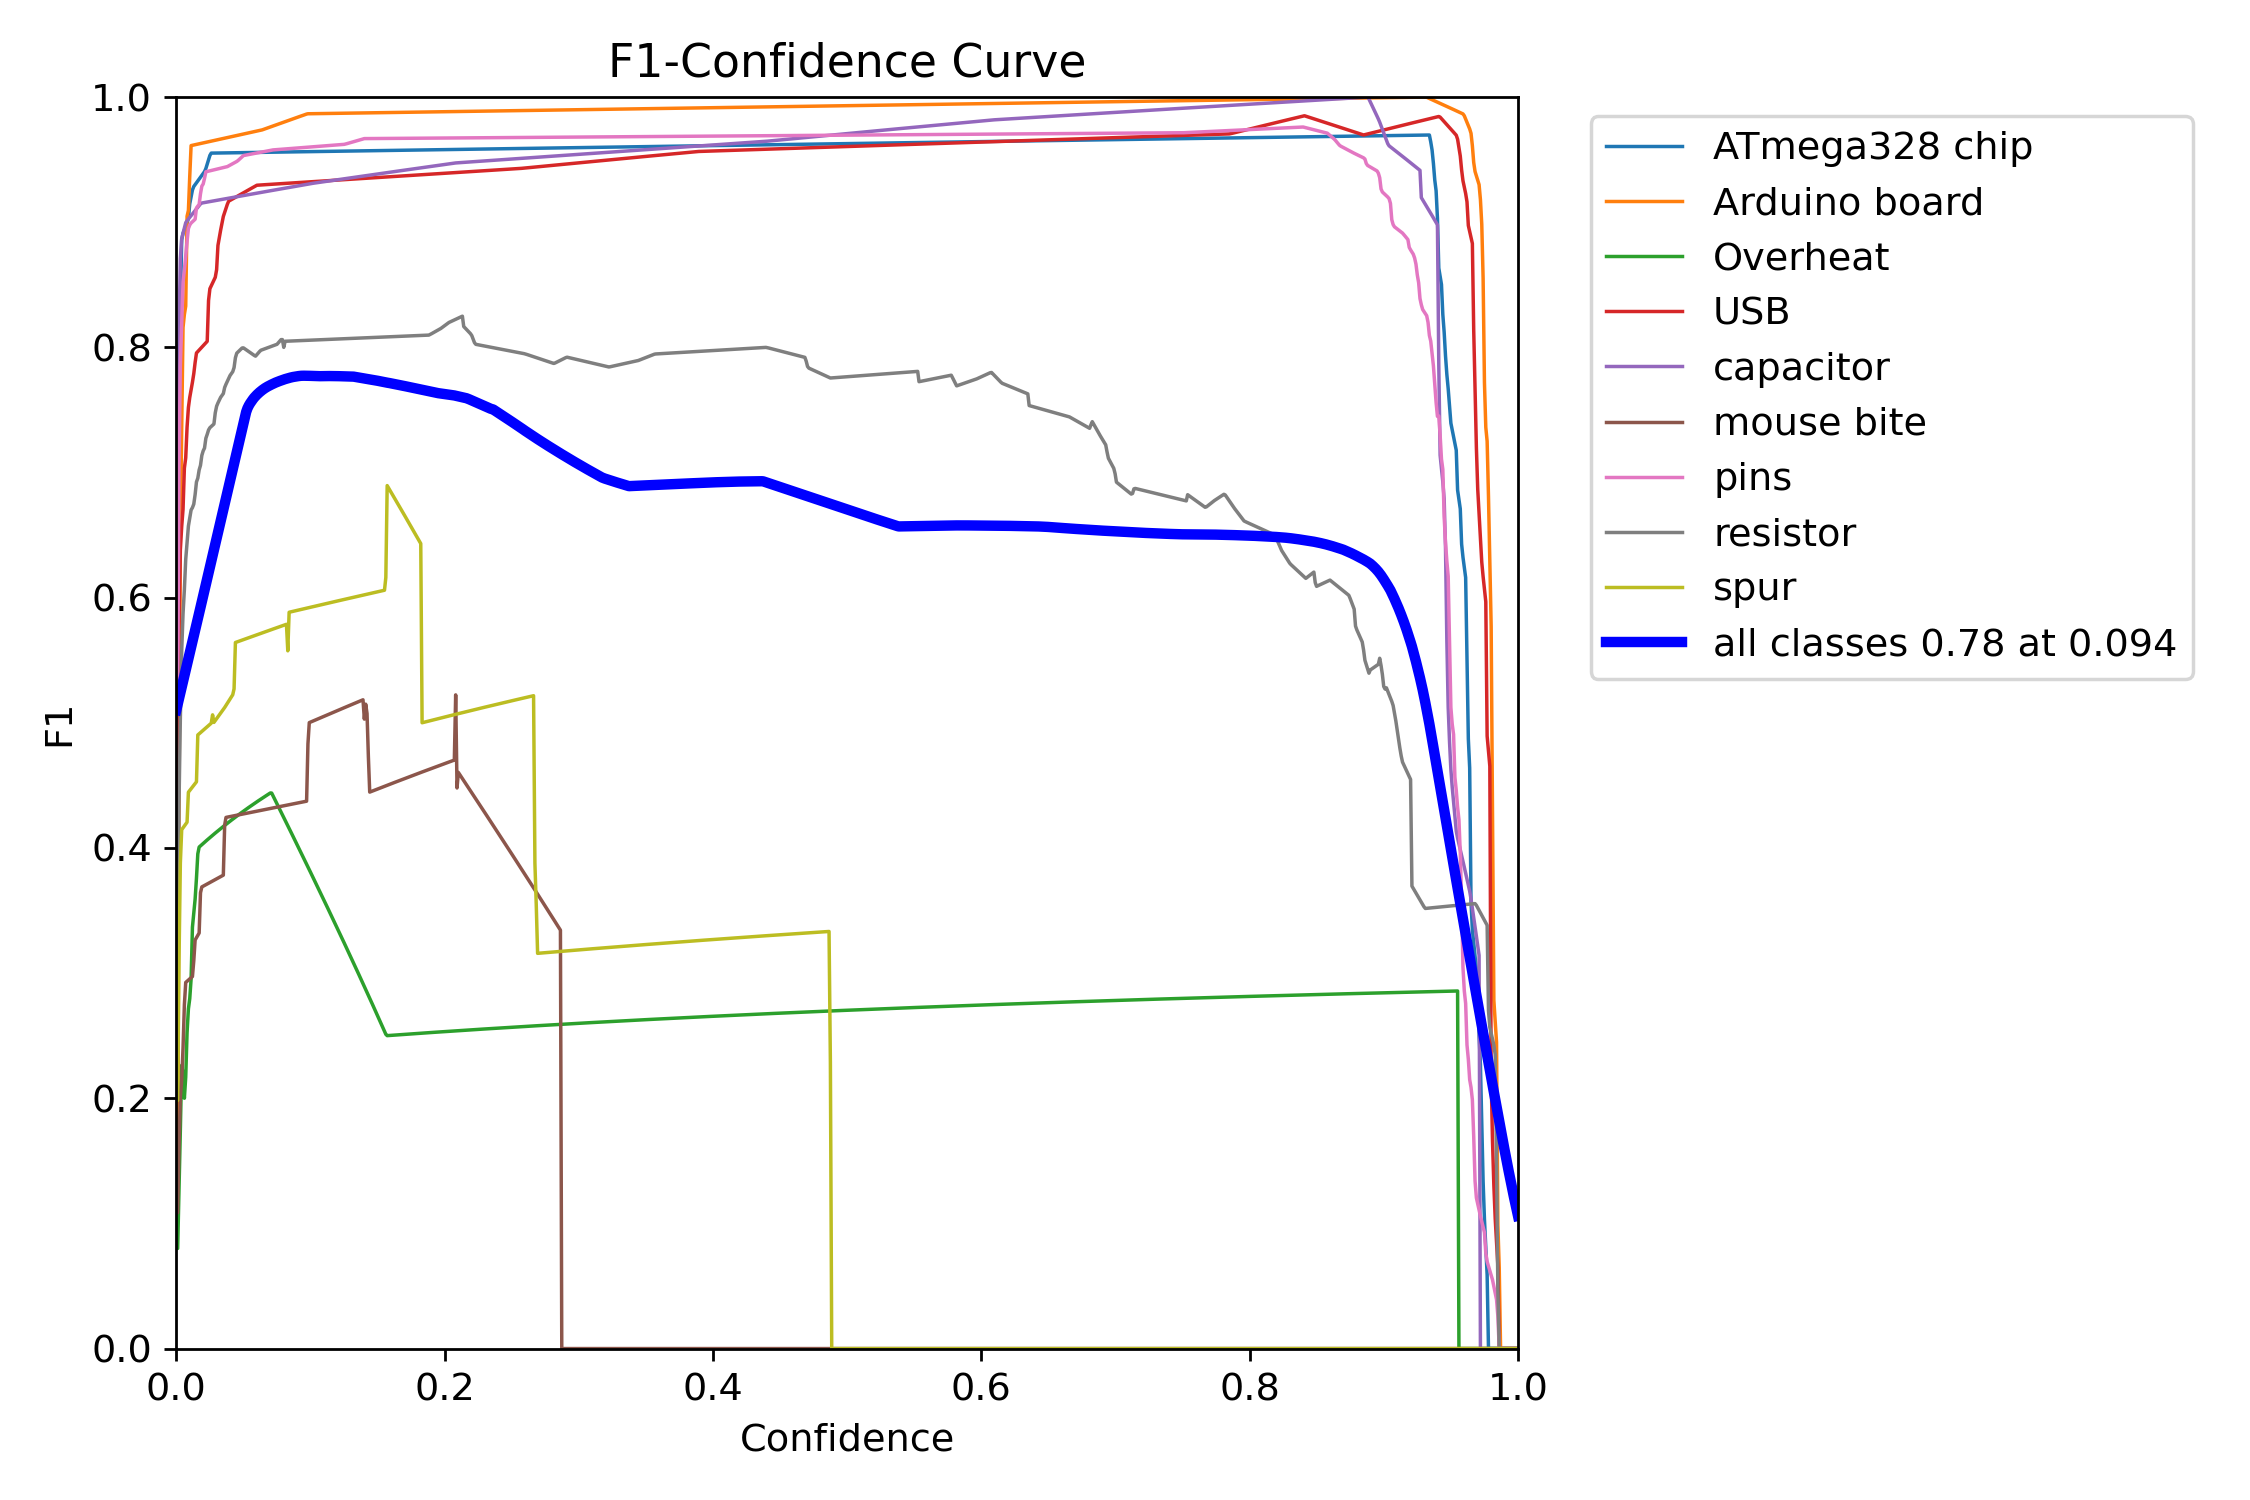 F1-Confidence Curve
1.0
0.8
0.6
0.4
0.2
0.0
F1
0.0 0.2 0.4 0.6 0.8 1.0
Confidence
ATmega328 chip
Arduino board
Overheat
USB
capacitor
mouse bite
pins
resistor
spur
all classes 0.78 at 0.094